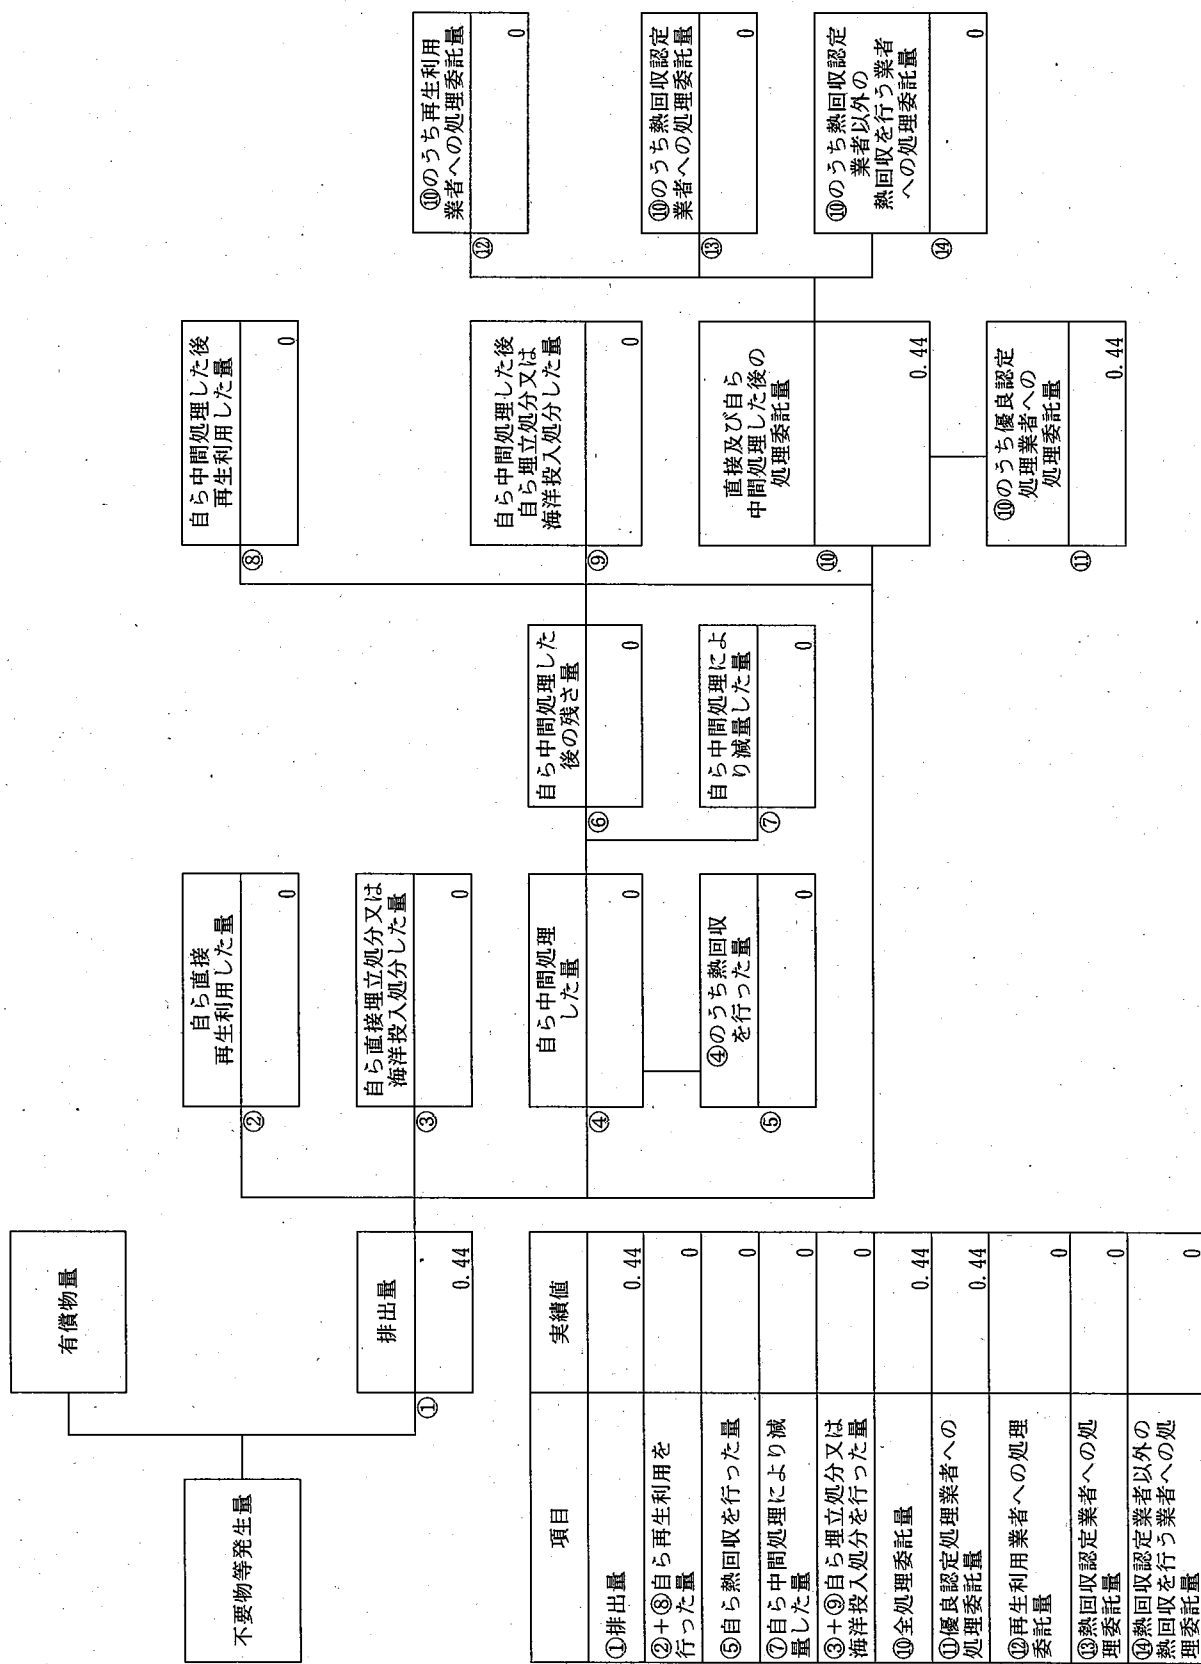 不要物等発生量
有償物量
排出量
①
0.44
自ら直接
再生利用した量
②
0
自ら直接埋立処分又は
海洋投入処分した量
③
0
自ら中間処理
した量
④
0
④のうち熱回収
を行った量
⑤
0
自ら中間処理した
後の残さ量
⑥
0
自ら中間処理によ
り減量した量
⑦
0
自ら中間処理した後
再生利用した量
⑧
0
自ら中間処理した後
自ら埋立処分又は
海洋投入処分した量
⑨
0
直接及び自ら
中間処理した後の
処理委託量
⑩
0.44
⑩のうち優良認定
処理業者への
処理委託量
⑪
0.44
⑩のうち再生利用
業者への処理委託量
⑫
0
⑩のうち熱回収認定
業者への処理委託量
⑬
0
⑩のうち熱回収認定
業者以外の
熱回収を行う業者
への処理委託量
⑭
0
項目 実績値
①排出量 0.44
②+⑧自ら再生利用を
行った量 0
⑤自ら熱回収を行った量 0
⑦自ら中間処理により減
量した量 0
③+⑨自ら埋立処分又は
海洋投入処分を行った量 0
⑩全処理委託量 0.44
⑪優良認定処理業者への
処理委託量 0.44
⑫再生利用業者への処理
委託量 0
⑬熱回収認定業者への処
理委託量 0
⑭熱回収認定業者以外の
熱回収を行う業者への処
理委託量 0